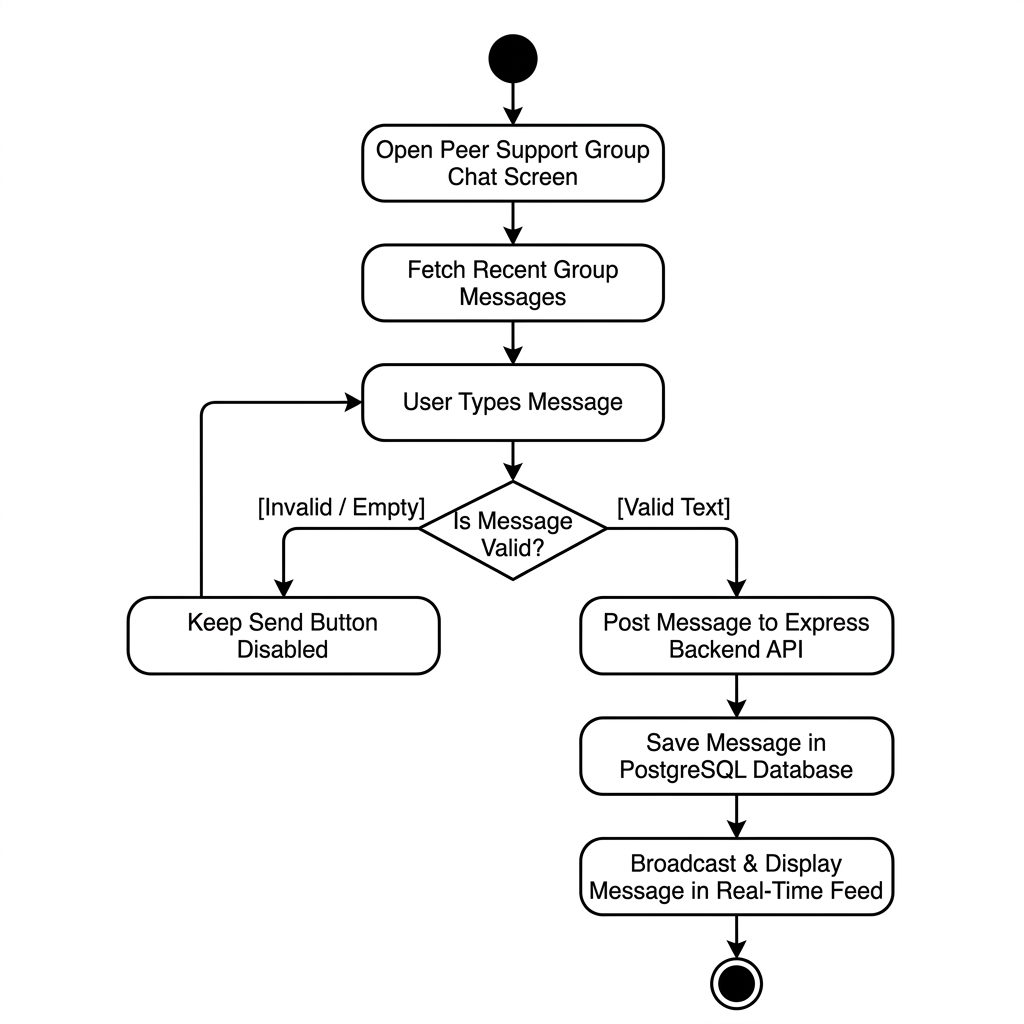 Open Peer Support Group
Chat Screen
Fetch Recent Group
Messages
User Types Message
[Invalid / Empty]
Is Message
Valid?
[Valid Text]
Keep Send Button
Disabled
Post Message to Express
Backend API
Save Message in
PostgreSQL Database
Broadcast & Display
Message in Real-Time Feed